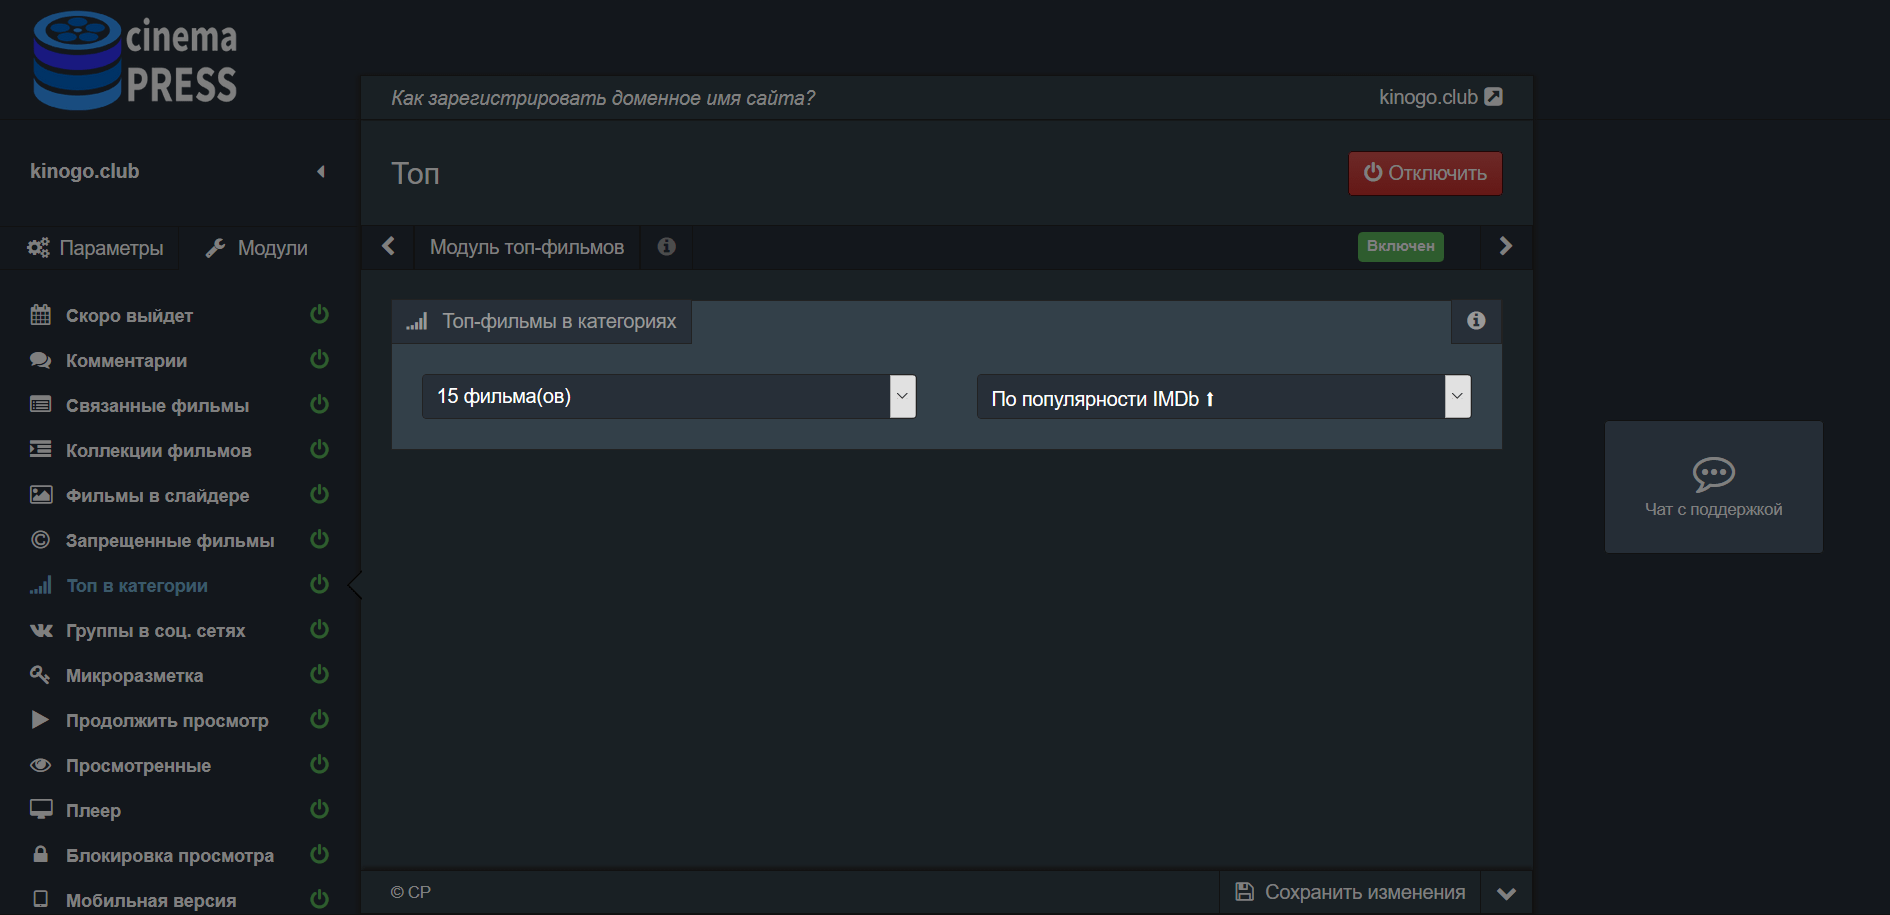 cinema
PRESS
Как зарегистрировать доменное имя сайта?
kinogo.club
kinogo.club
Топ
Отключить
Параметры
Модули
Модуль топ-фильмов
Включен
Скоро выйдет
Комментарии
Связанные фильмы
Коллекции фильмов
Фильмы в слайдере
Запрещенные фильмы
Топ в категории
Группы в соц. сетях
Микроразметка
Продолжить просмотр
Просмотренные
Плеер
Блокировка просмотра
Мобильная версия
Топ-фильмы в категориях
15 фильма(ов)
По популярности IMDb ⬆
Чат с поддержкой
© CP
Сохранить изменения